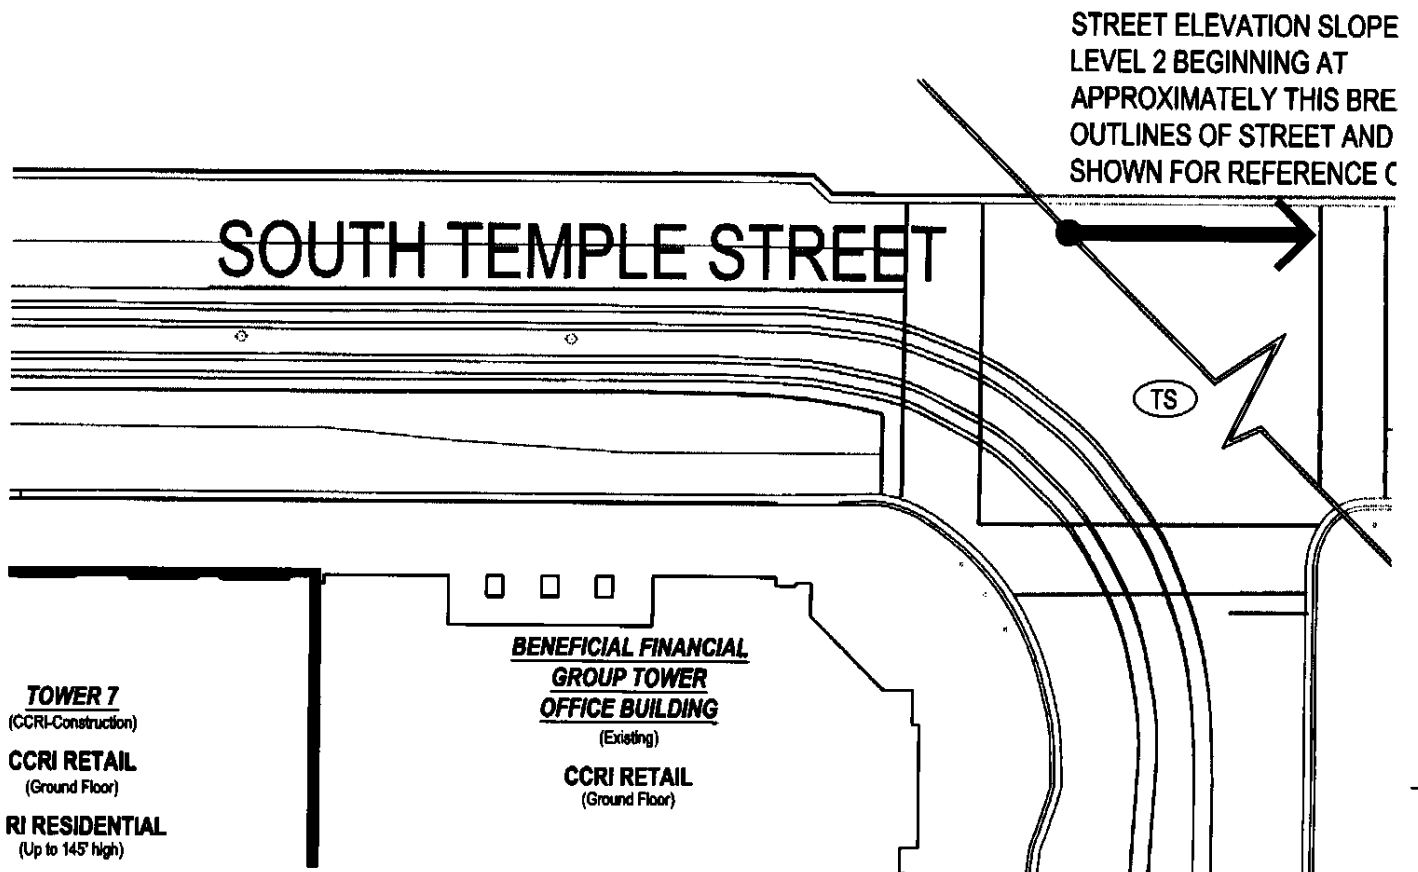 STREET ELEVATION SLOPE
LEVEL 2 BEGINNING AT
APPROXIMATELY THIS BRE
OUTLINES OF STREET AND
SHOWN FOR REFERENCE
SOUTH TEMPLE STREET
TS
BENEFICIAL FINANCIAL
GROUP TOWER
OFFICE BUILDING
(Existing)
CCRI RETAIL
(Ground Floor)
TOWER 7
(CCRI-Construction)
CCRI RETAIL
(Ground Floor)
RI RESIDENTIAL
(Up to 145' high)